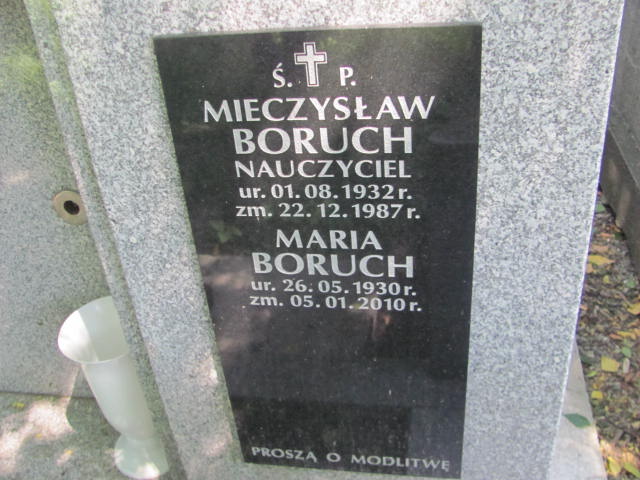 Ś. P.
MIECZYSŁAW
BORUCH
NAUCZYCIEL
ur. 01.08.1932 r.
zm. 22.12.1987 r.
MARIA
BORUCH
ur. 26.05.1930 r.
zm. 05.01.2010 r.
PROSZĄ O MODLITWĘ